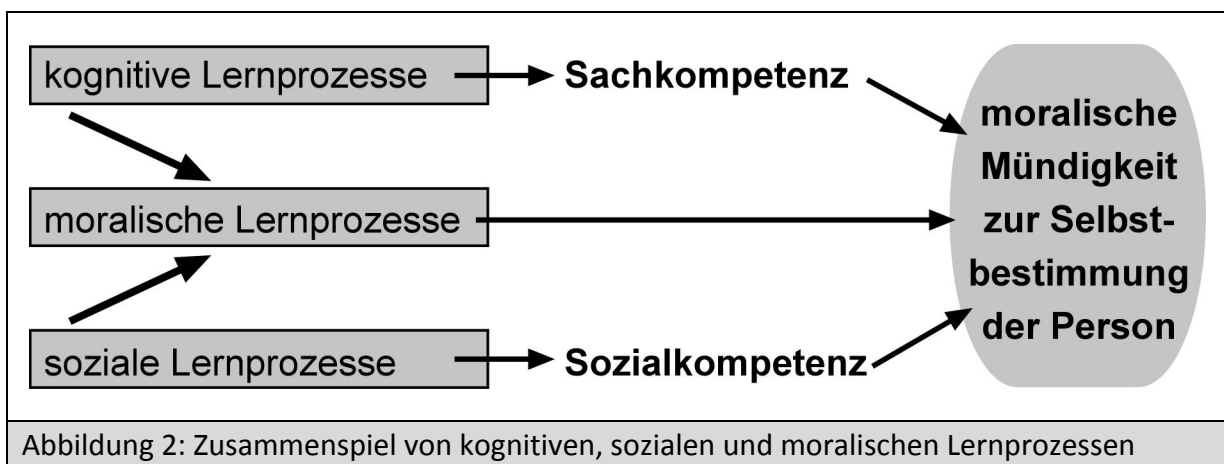 kognitive Lernprozesse
Sachkompetenz
moralische Lernprozesse
soziale Lernprozesse
Sozialkompetenz
moralische
Mündigkeit
zur Selbst-
bestimmung
der Person
Abbildung 2: Zusammenspiel von kognitiven, sozialen und moralischen Lernprozessen